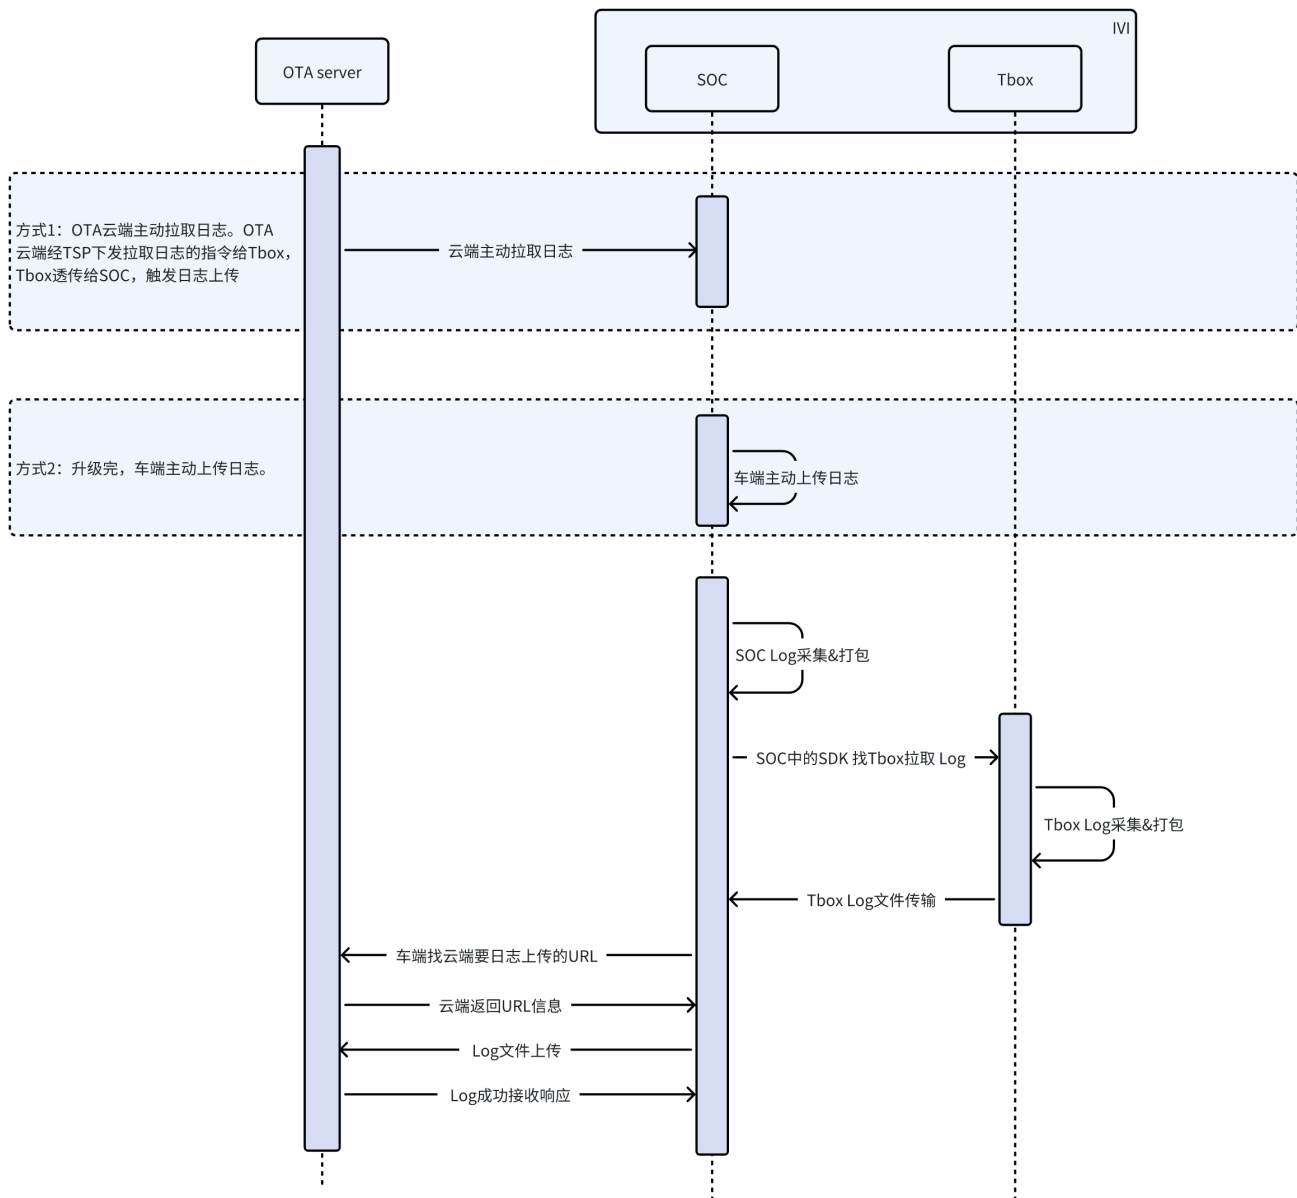 IVI
OTA server
SOC
Tbox
方式1：OTA云端主动拉取日志。OTA
云端经TSP下发拉取日志的指令给Tbox，
Tbox透传给SOC，触发日志上传
云端主动拉取日志
方式2：升级完，车端主动上传日志。
车端主动上传日志
SOC Log采集&打包
SOC中的SDK 找Tbox拉取 Log
Tbox Log采集&打包
Tbox Log文件传输
车端找云端要日志上传的URL
云端返回URL信息
Log文件上传
Log成功接收响应